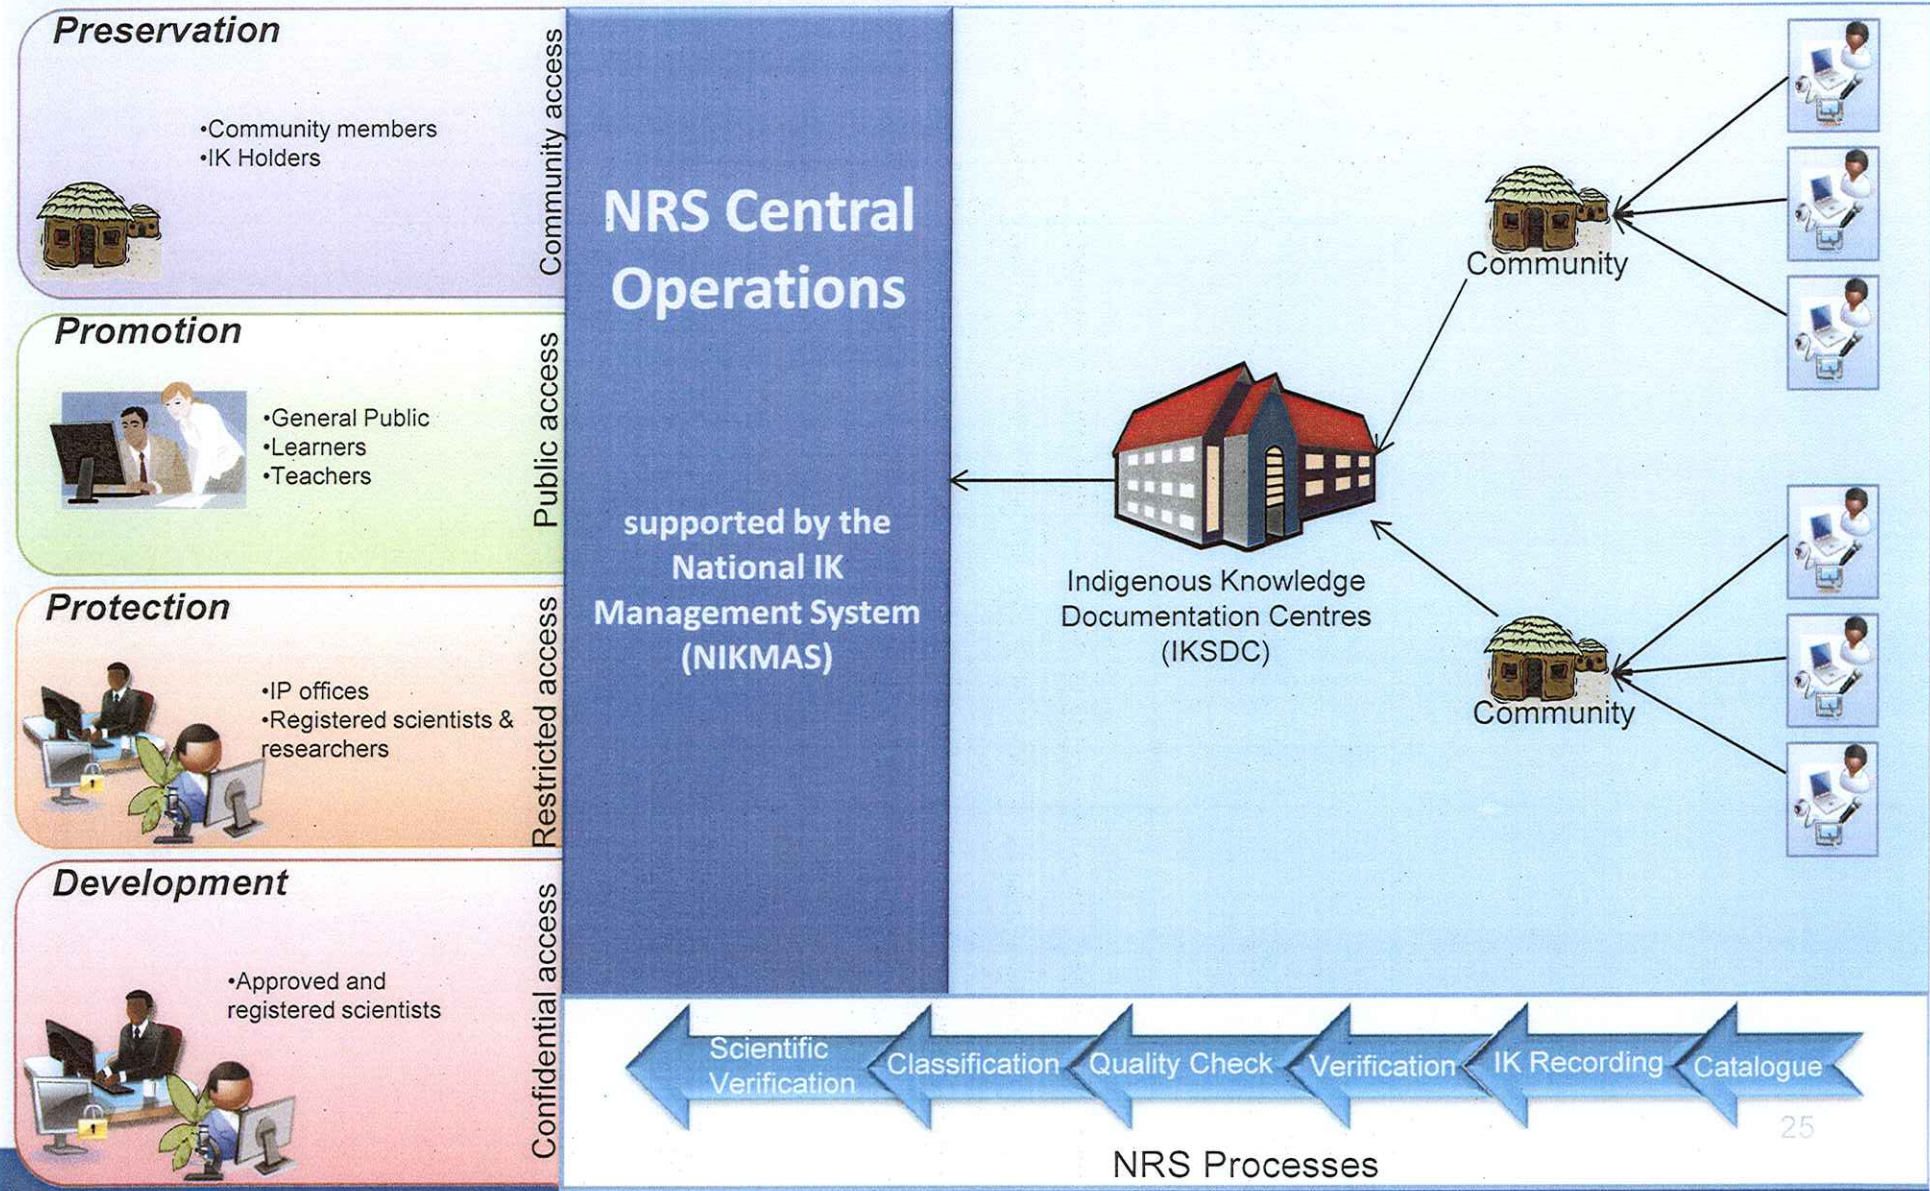 Preservation
•Community members
•IK Holders
Community access
Promotion
•General Public
•Learners
•Teachers
Public access
Protection
•IP offices
•Registered scientists &
researchers
Restricted access
Development
•Approved and
registered scientists
Confidential access
NRS Central
Operations
supported by the
National IK
Management System
(NIKMAS)
Community
Indigenous Knowledge
Documentation Centres
(IKSDC)
Community
Scientific
Verification
Classification
Quality Check
Verification
IK Recording
Catalogue
25
NRS Processes